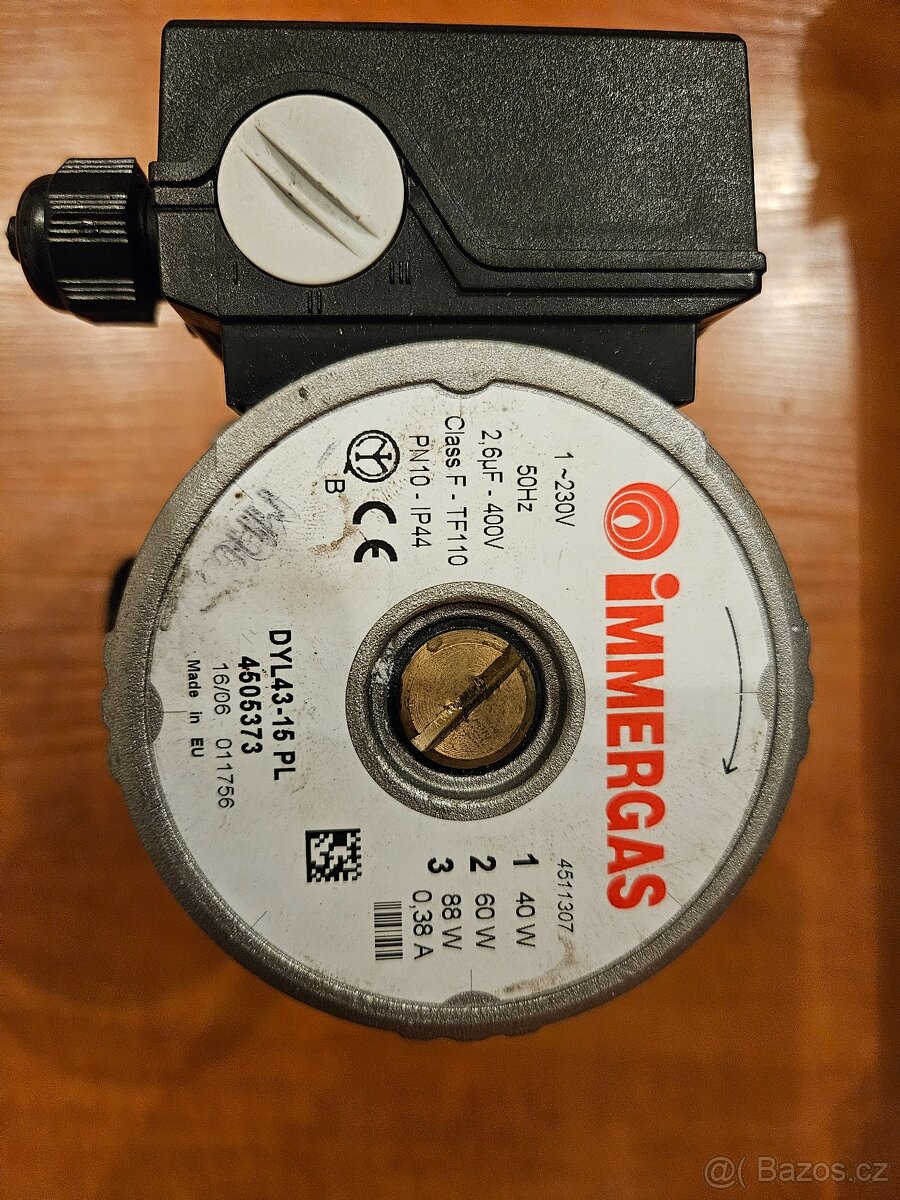 IMMERGAS
1 ~230V
50Hz
2,6µF - 400V
Class F - TF110
PN10 - IP44
B
CE
4511307
1 40 W
2 60 W
3 88 W
0,38 A
DYL43-15 PL
4505373
16/06 011756
Made in EU
I
II
III
@( Bazos.cz